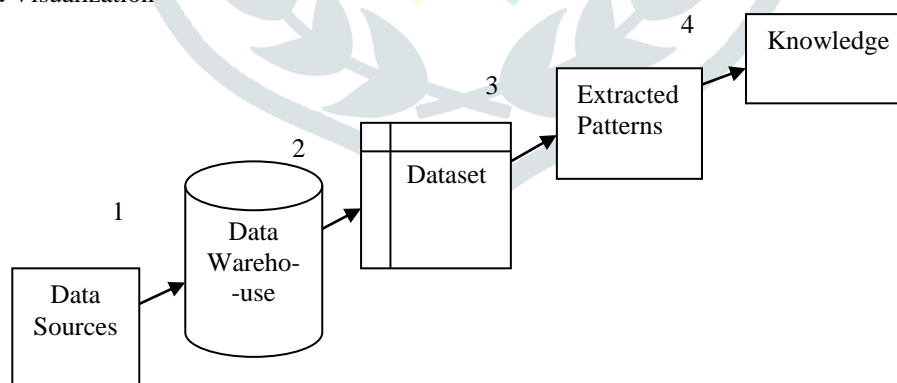 Visualization
4
Knowledge
3
Extracted
Patterns
2
Dataset
1
Data
Wareho-
-use
Data
Sources